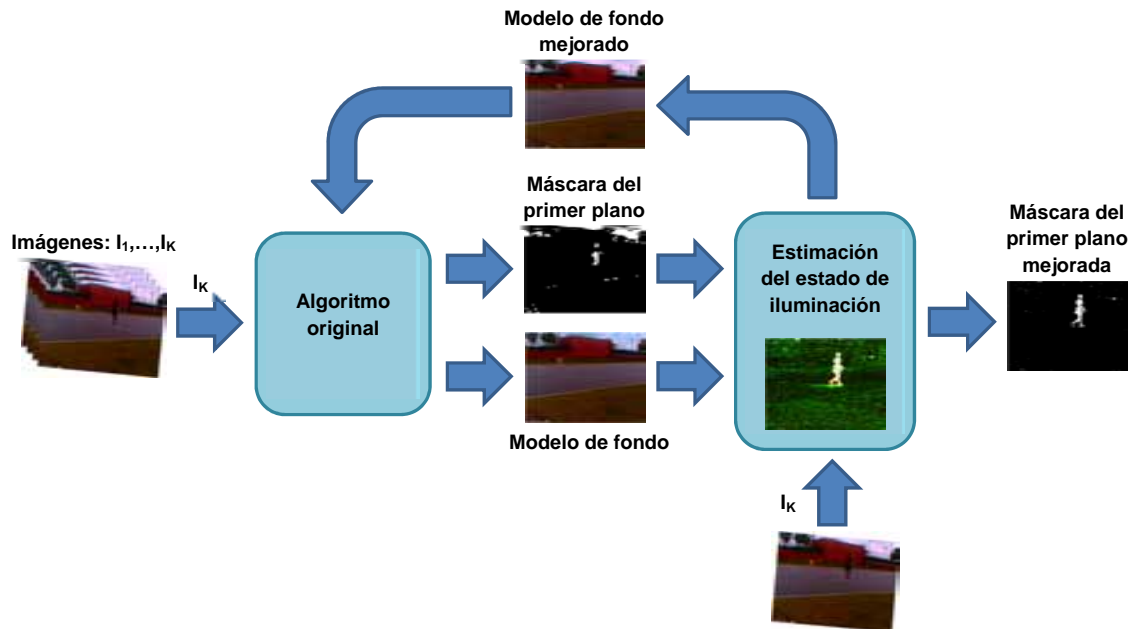 Modelo de fondo
mejorado
Máscara del
primer plano
Imágenes: I₁,…,Iₖ
Iₖ
Algoritmo
original
Modelo de fondo
Estimación
del estado de
iluminación
Iₖ
Máscara del
primer plano
mejorada